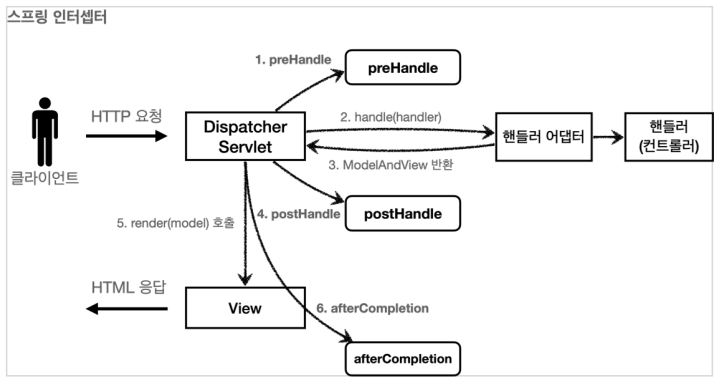 스프링 인터셉터
1. preHandle
preHandle
HTTP 요청
Dispatcher
Servlet
2. handle(handler)
핸들러 어댑터
핸들러
(컨트롤러)
3. ModelAndView 반환
클라이언트
4. postHandle
postHandle
5. render(model) 호출
HTML 응답
View
6. afterCompletion
afterCompletion